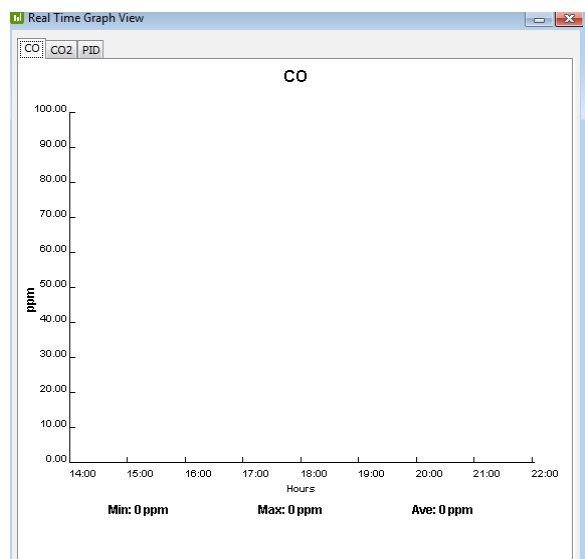 Real Time Graph View
CO CO2 PID
CO
100.00
90.00
80.00
70.00
60.00
50.00
ppm
40.00
30.00
20.00
10.00
0.00
14:00 15:00 16:00 17:00 18:00 19:00 20:00 21:00 22:00
Hours
Min: 0 ppm Max: 0 ppm Ave: 0 ppm